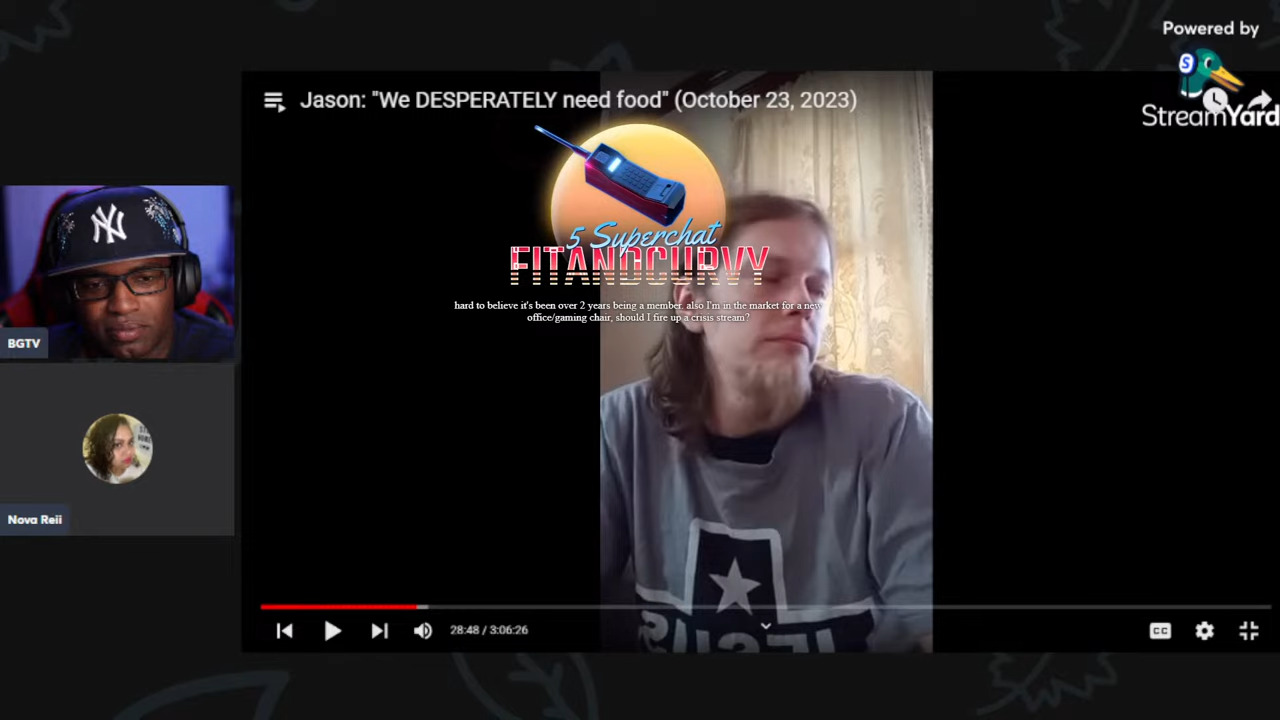 Powered by
StreamYard
Jason: "We DESPERATELY need food" (October 23, 2023)
5 Superchat
FITANDCURVY
hard to believe it's been over 2 years being a member. also I'm in the market for a new
office/gaming chair, should I fire up a crisis stream?
NY
BGTV
Nova Reii
JESUS
28:48 / 3:06:26
CC